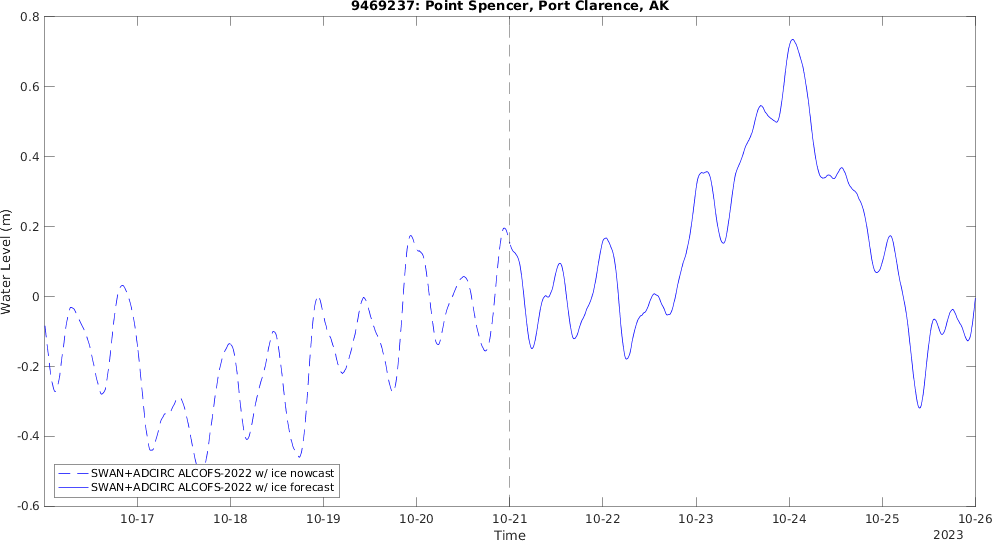 9469237: Point Spencer, Port Clarence, AK
0.8
0.6
0.4
0.2
0
-0.2
-0.4
-0.6
Water Level (m)
SWAN+ADCIRC ALCOFS-2022 w/ ice nowcast
SWAN+ADCIRC ALCOFS-2022 w/ ice forecast
10-17 10-18 10-19 10-20 10-21 10-22 10-23 10-24 10-25 10-26
Time
2023